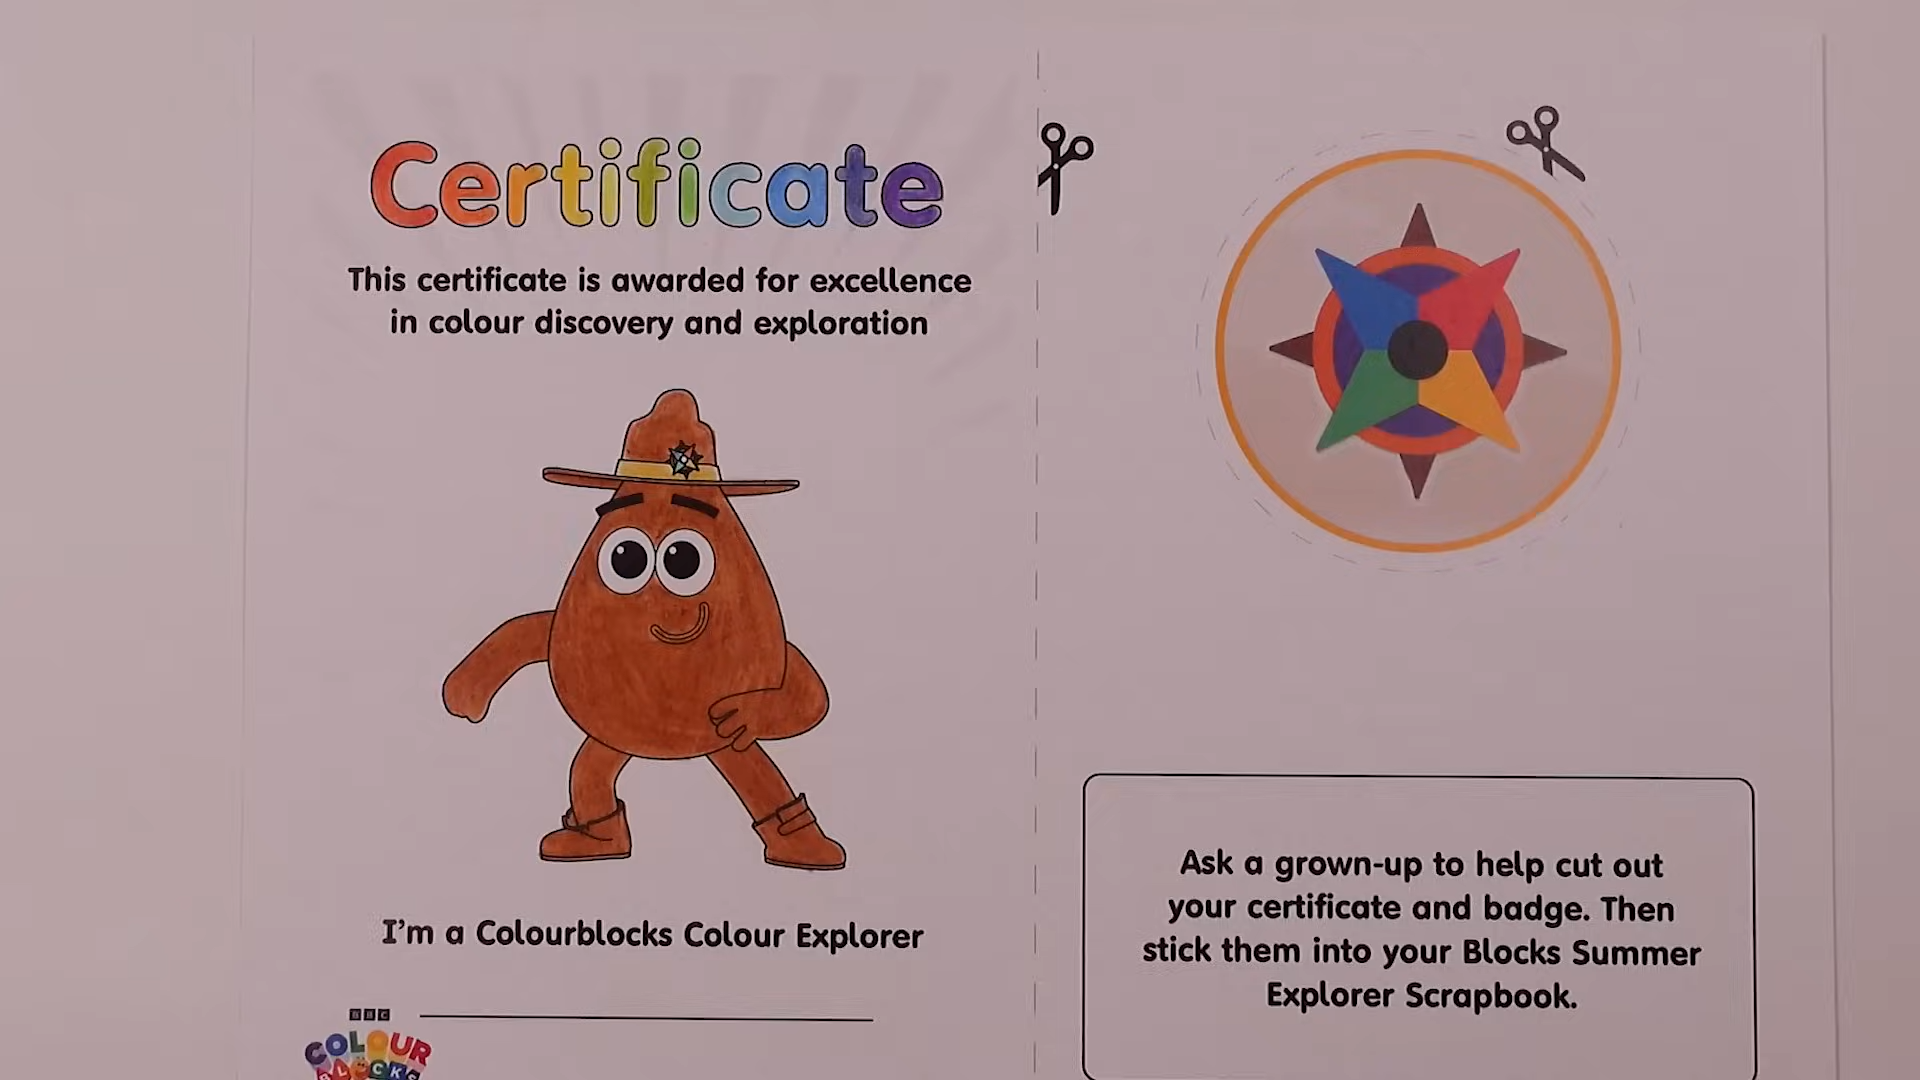 Certificate
This certificate is awarded for excellence
in colour discovery and exploration
I'm a Colourblocks Colour Explorer
BBC
COLOUR
BLOCKS
Ask a grown-up to help cut out
your certificate and badge. Then
stick them into your Blocks Summer
Explorer Scrapbook.